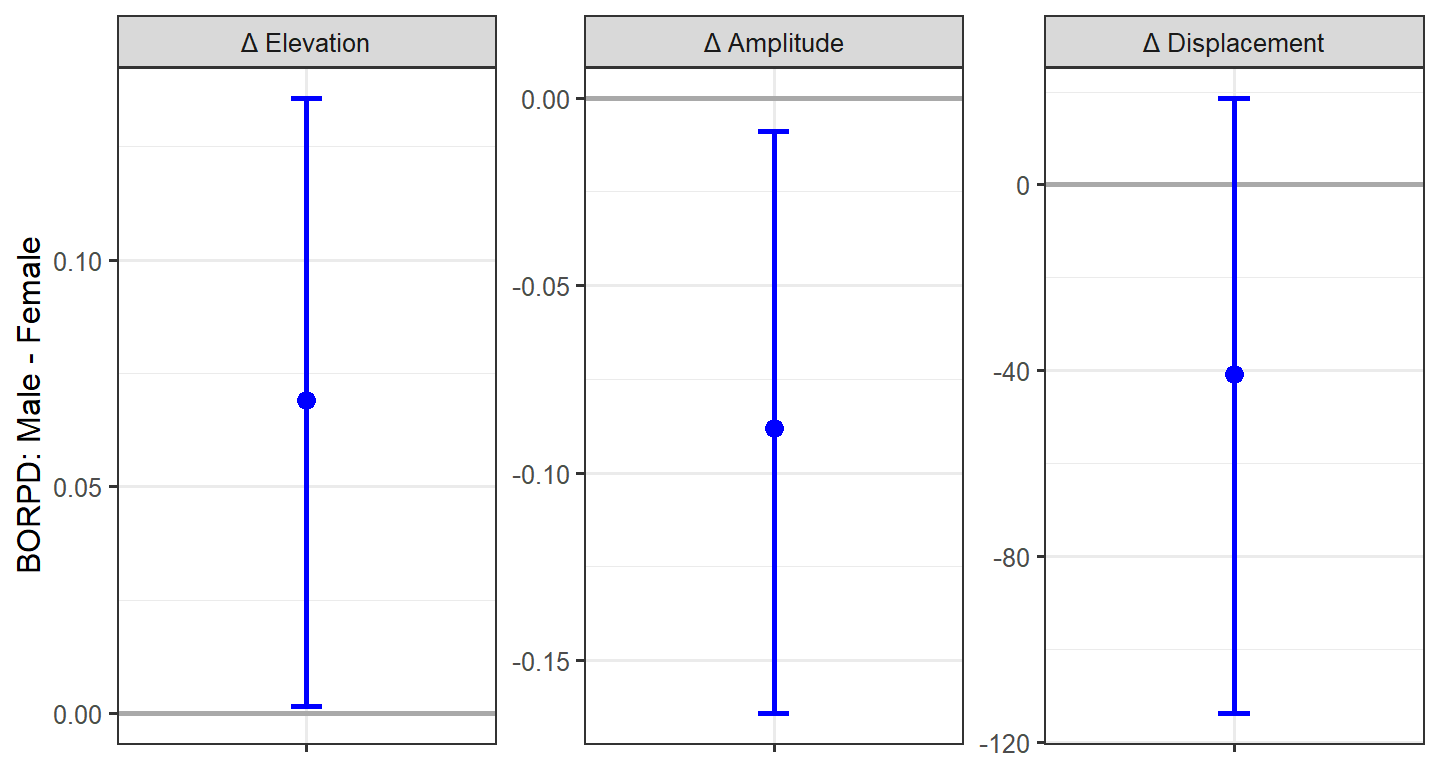 Δ Elevation
Δ Amplitude
Δ Displacement
BORPD: Male - Female
0.10
0.05
0.00
0.00
-0.05
-0.10
-0.15
0
-40
-80
-120